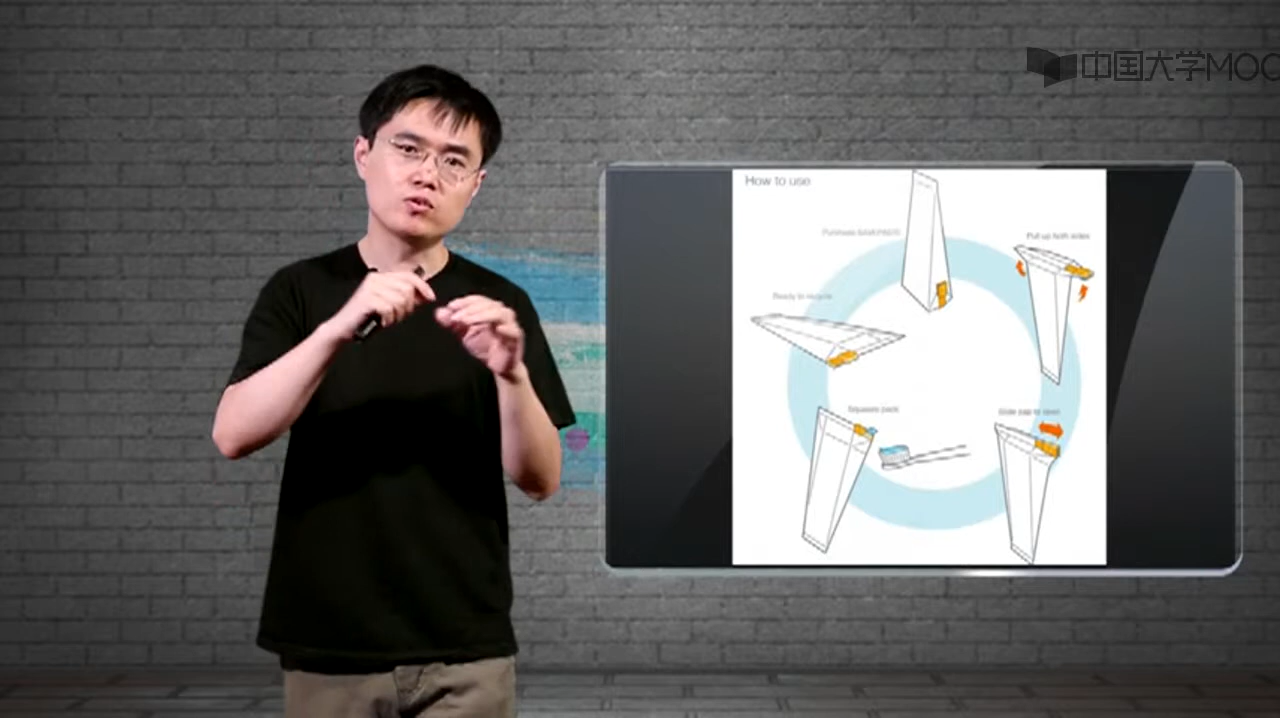 中国大学MOOC
How to use
Pull up both sides
Ready to recycle
Squeeze paste
Slide cap to open